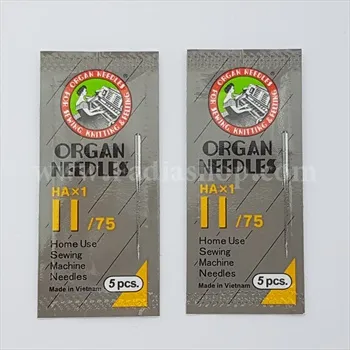 ORGAN NEEDLES
FOR SEWING, KNITTING &
ORGAN
NEEDLES
HA×1
11/75
Home Use
Sewing
Machine
Needles
5 pcs.
Made in Vietnam
ORGAN NEEDLES
FOR SEWING, KNITTING &
ORGAN
NEEDLES
HA×1
11/75
Home Use
Sewing
Machine
Needles
5 pcs.
Made in Vietnam